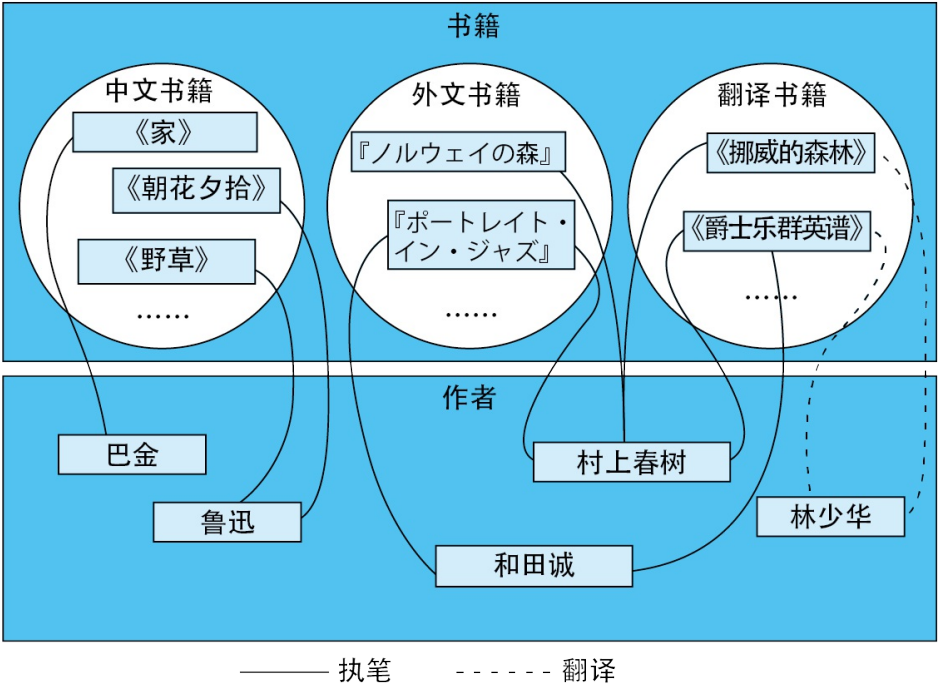 书籍
中文书籍
《家》
《朝花夕拾》
《野草》
……
外文书籍
『ノルウェイの森』
『ポートレイト・
イン・ジャズ』
……
翻译书籍
《挪威的森林》
《爵士乐群英谱》
……
作者
巴金
鲁迅
村上春树
和田诚
林少华
执笔
翻译